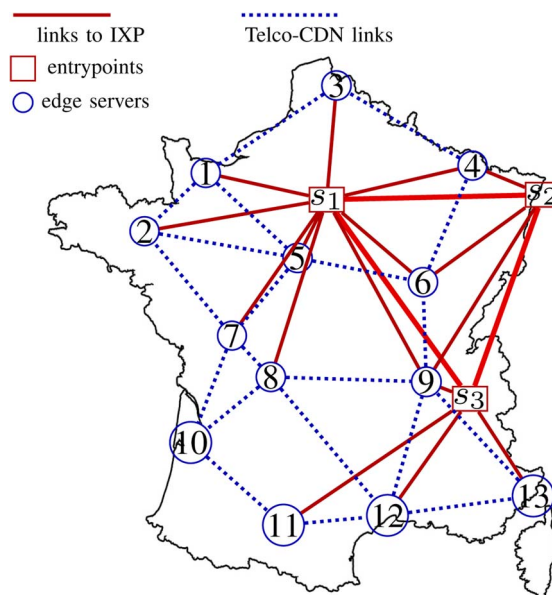 links to IXP
Telco-CDN links
entrypoints
edge servers
3
4
1
s1
s2
2
5
6
7
8
9
s3
10
13
11
12